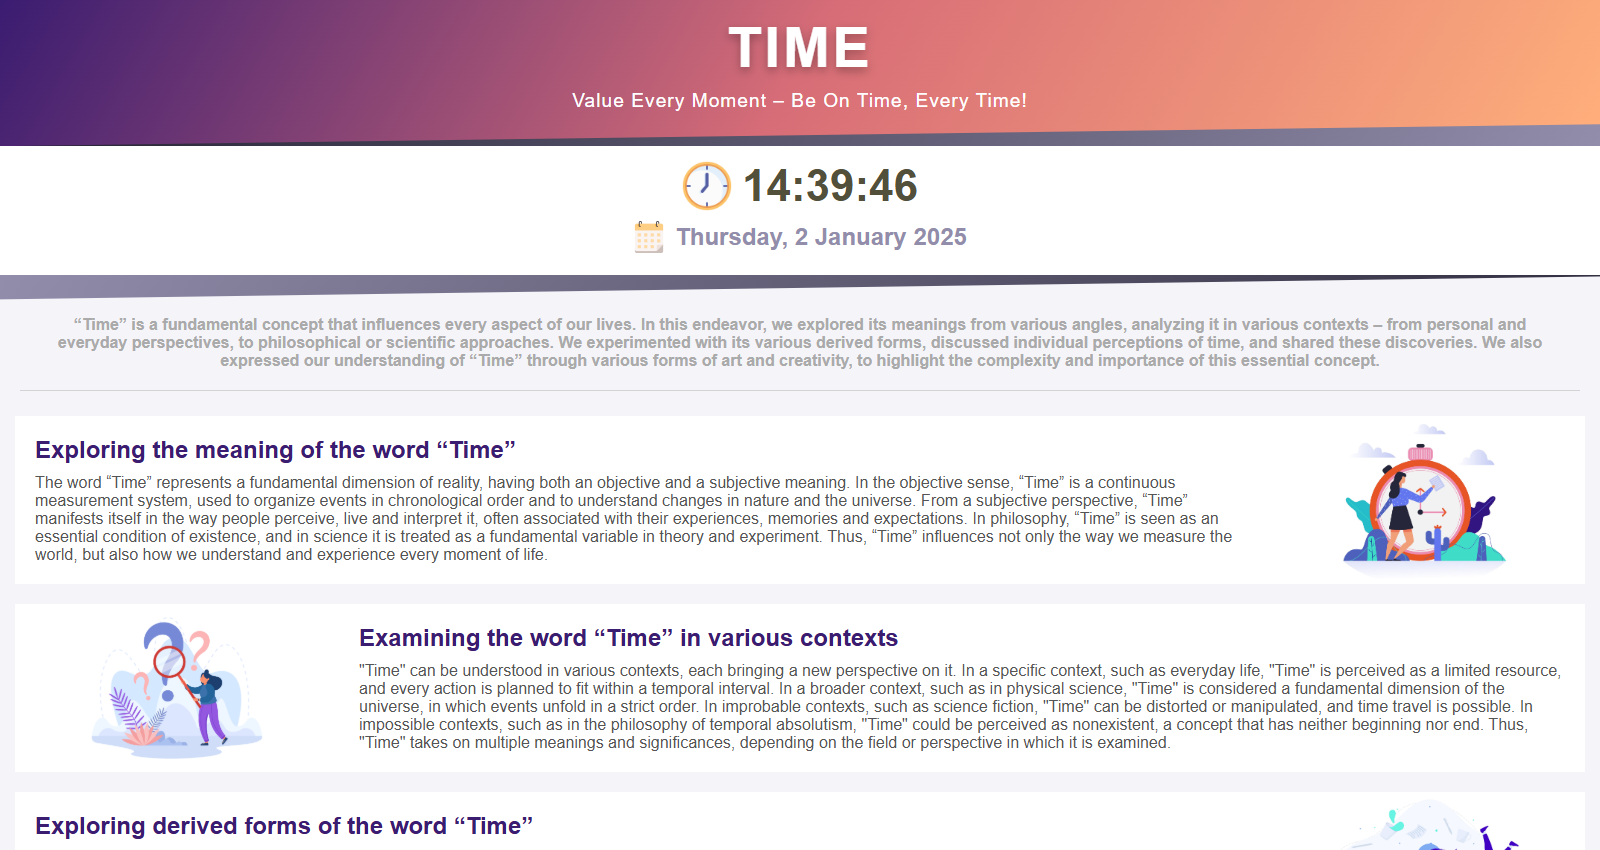 TIME
Value Every Moment – Be On Time, Every Time!
14:39:46
Thursday, 2 January 2025
“Time” is a fundamental concept that influences every aspect of our lives. In this endeavor, we explored its meanings from various angles, analyzing it in various contexts – from personal and
everyday perspectives, to philosophical or scientific approaches. We experimented with its various derived forms, discussed individual perceptions of time, and shared these discoveries. We also
expressed our understanding of “Time” through various forms of art and creativity, to highlight the complexity and importance of this essential concept.
Exploring the meaning of the word “Time”
The word “Time” represents a fundamental dimension of reality, having both an objective and a subjective meaning. In the objective sense, “Time” is a continuous
measurement system, used to organize events in chronological order and to understand changes in nature and the universe. From a subjective perspective, “Time”
manifests itself in the way people perceive, live and interpret it, often associated with their experiences, memories and expectations. In philosophy, “Time” is seen as an
essential condition of existence, and in science it is treated as a fundamental variable in theory and experiment. Thus, “Time” influences not only the way we measure the
world, but also how we understand and experience every moment of life.
Examining the word “Time” in various contexts
"Time" can be understood in various contexts, each bringing a new perspective on it. In a specific context, such as everyday life, "Time" is perceived as a limited resource,
and every action is planned to fit within a temporal interval. In a broader context, such as in physical science, "Time" is considered a fundamental dimension of the
universe, in which events unfold in a strict order. In improbable contexts, such as science fiction, "Time" can be distorted or manipulated, and time travel is possible. In
impossible contexts, such as in the philosophy of temporal absolutism, "Time" could be perceived as nonexistent, a concept that has neither beginning nor end. Thus,
"Time" takes on multiple meanings and significances, depending on the field or perspective in which it is examined.
Exploring derived forms of the word “Time”